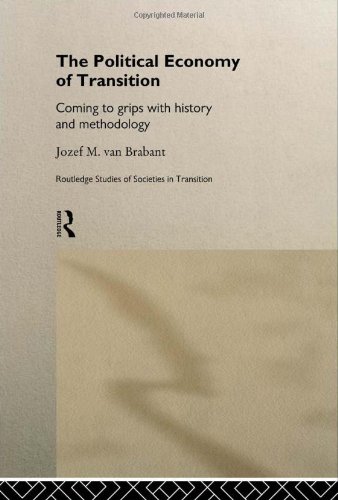 Copyrighted Material
The Political Economy
of Transition
Coming to grips with history
and methodology
Jozef M. van Brabant
Routledge Studies of Societies in Transition
ROUTLEDGE